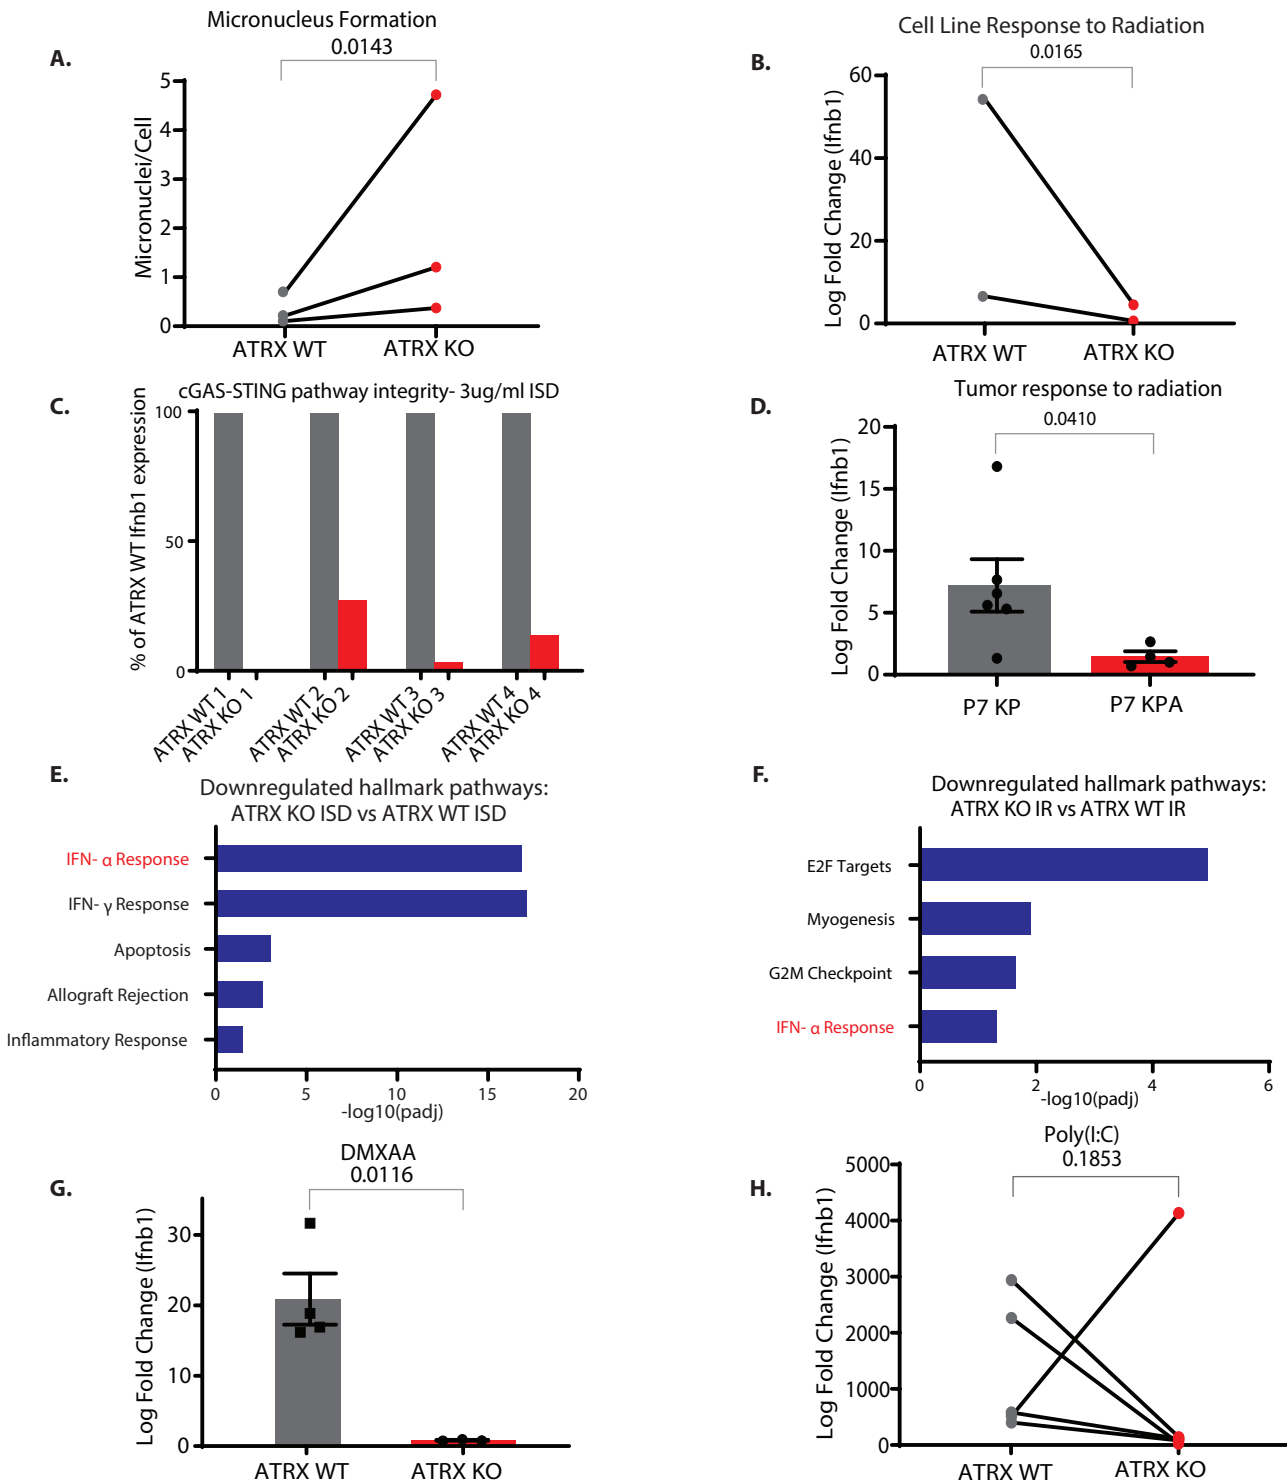 A.
Micronucleus Formation
0.0143
Micronuclei/Cell
5
4
3
2
1
0
ATRX WT
ATRX KO
B.
Cell Line Response to Radiation
0.0165
Log Fold Change (Ifnb1)
60
40
20
0
ATRX WT
ATRX KO
C.
cGAS-STING pathway integrity- 3ug/ml ISD
% of ATRX WT Ifnb1 expression
100
50
0
ATRX WT 1
ATRX KO 1
ATRX WT 2
ATRX KO 2
ATRX WT 3
ATRX KO 3
ATRX WT 4
ATRX KO 4
D.
Tumor response to radiation
0.0410
Log Fold Change (Ifnb1)
20
15
10
5
0
P7 KP
P7 KPA
E.
Downregulated hallmark pathways:
ATRX KO ISD vs ATRX WT ISD
IFN- α Response
IFN- γ Response
Apoptosis
Allograft Rejection
Inflammatory Response
0
5
10
15
20
-log10(padj)
F.
Downregulated hallmark pathways:
ATRX KO IR vs ATRX WT IR
E2F Targets
Myogenesis
G2M Checkpoint
IFN- α Response
0
2
4
6
-log10(padj)
G.
DMXAA
0.0116
Log Fold Change (Ifnb1)
30
20
10
0
ATRX WT
ATRX KO
H.
Poly(I:C)
0.1853
Log Fold Change (Ifnb1)
5000
4000
3000
2000
1000
0
ATRX WT
ATRX KO